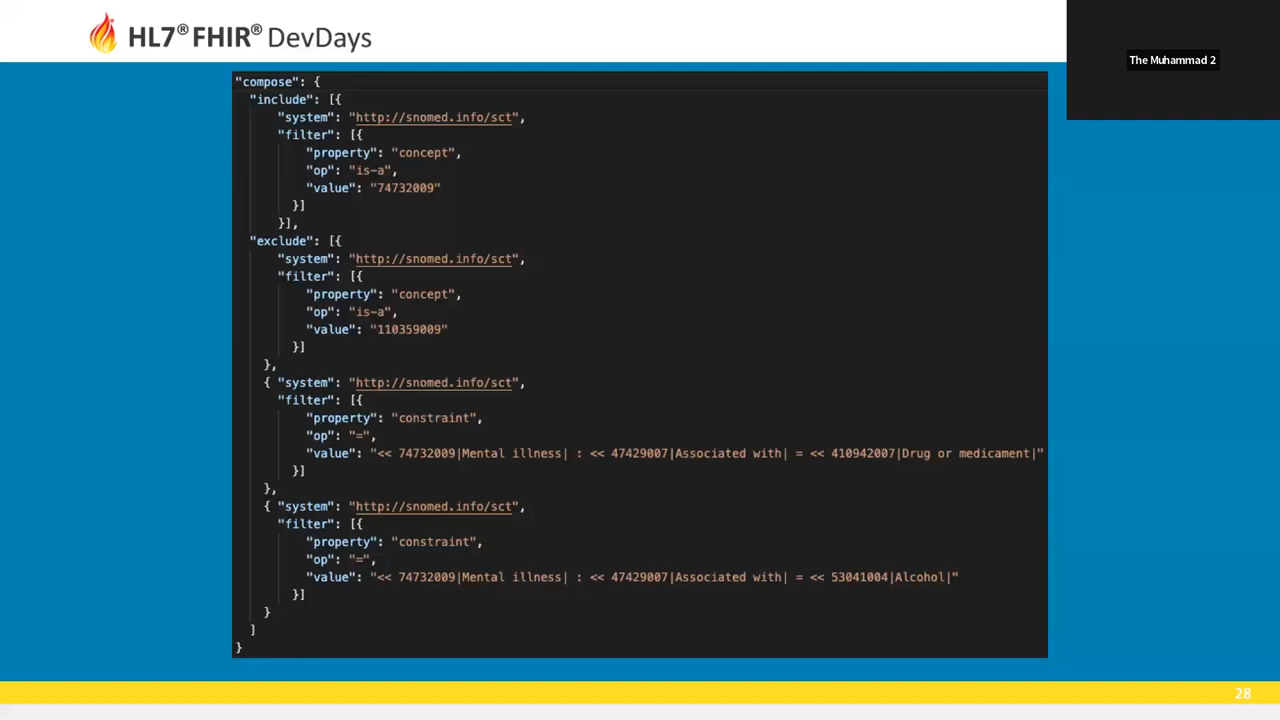 HL7® FHIR® DevDays
The Muhammad 2
"compose": {
"include": [{
"system": "http://snomed.info/sct",
"filter": [{
"property": "concept",
"op": "is-a",
"value": "74732009"
}]
}],
"exclude": [{
"system": "http://snomed.info/sct",
"filter": [{
"property": "concept",
"op": "is-a",
"value": "110359009"
}]
},
{ "system": "http://snomed.info/sct",
"filter": [{
"property": "constraint",
"op": "=",
"value": "<< 74732009|Mental illness| : << 47429007|Associated with| = << 410942007|Drug or medicament|"
}]
},
{ "system": "http://snomed.info/sct",
"filter": [{
"property": "constraint",
"op": "=",
"value": "<< 74732009|Mental illness| : << 47429007|Associated with| = << 53041004|Alcohol|"
}]
}
]
}
28